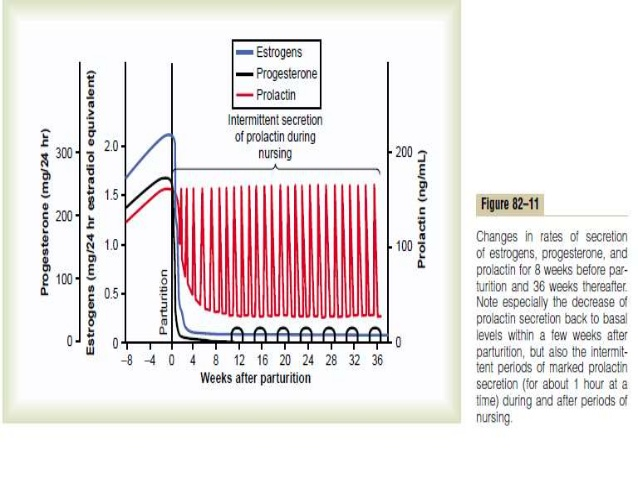 Estrogens
Progesterone
Prolactin
Intermittent secretion
of prolactin during
nursing
Progesterone (mg/24 hr)
300
200
100
0
Estrogens (mg/24 hr estradiol equivalent)
2.0
1.5
1.0
0.5
0
Parturition
200
100
0
Prolactin (ng/mL)
–8 –4 0 4 8 12 16 20 24 28 32 36
Weeks after parturition
Figure 82–11
Changes in rates of secretion
of estrogens, progesterone, and
prolactin for 8 weeks before par-
turition and 36 weeks thereafter.
Note especially the decrease of
prolactin secretion back to basal
levels within a few weeks after
parturition, but also the intermit-
tent periods of marked prolactin
secretion (for about 1 hour at a
time) during and after periods of
nursing.